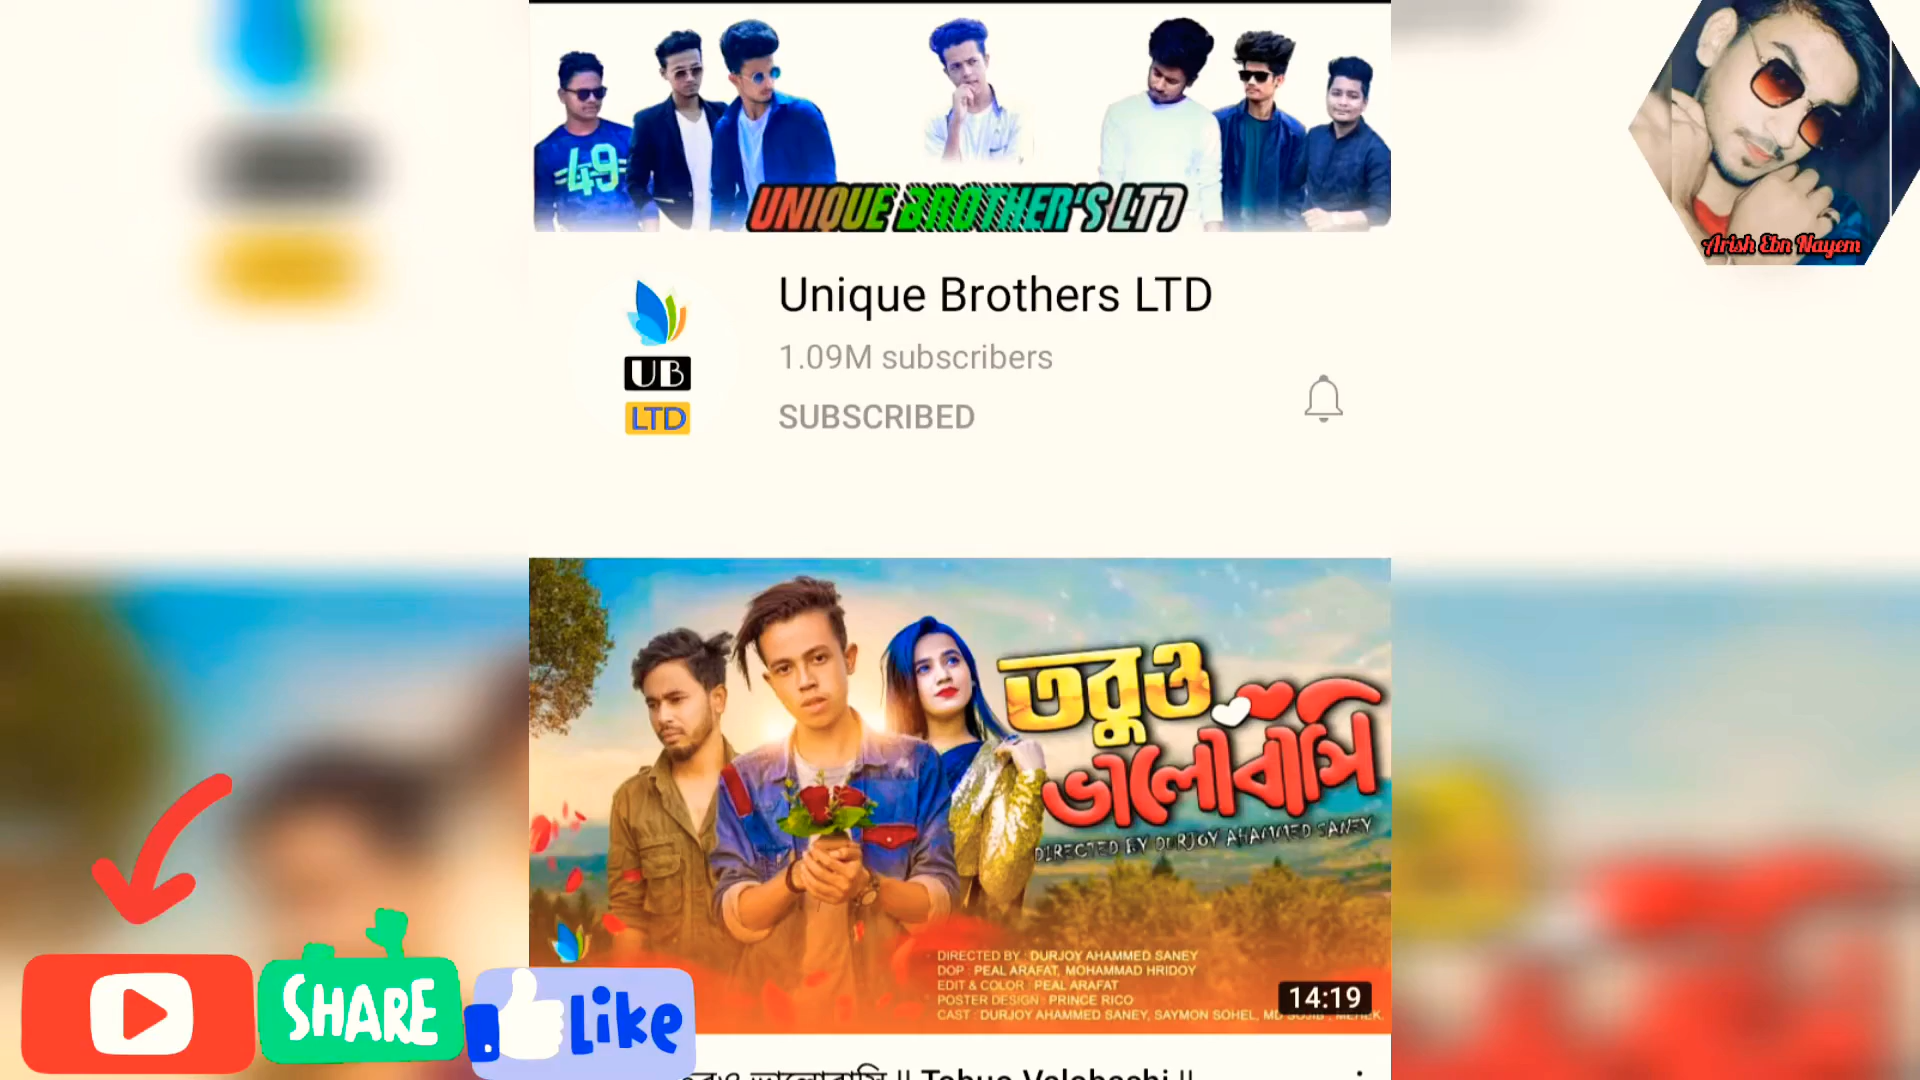 49
UNIQUE BROTHER'S LTD
Arish Ebn Nayem
Unique Brothers LTD
1.09M subscribers
UB
SUBSCRIBED
LTD
তবুও
ভালোবাসি
DIRECTED BY DURJOY AHAMMED SANEY
DIRECTED BY : DURJOY AHAMMED SANEY
DOP : PEAL ARAFAT, MOHAMMAD HRIDOY
EDIT & COLOR : PEAL ARAFAT
POSTER DESIGN : PRINCE RICO
14:19
CAST : DURJOY AHAMMED SANEY, SAYMON SOHEL, MD
SHARE
Like